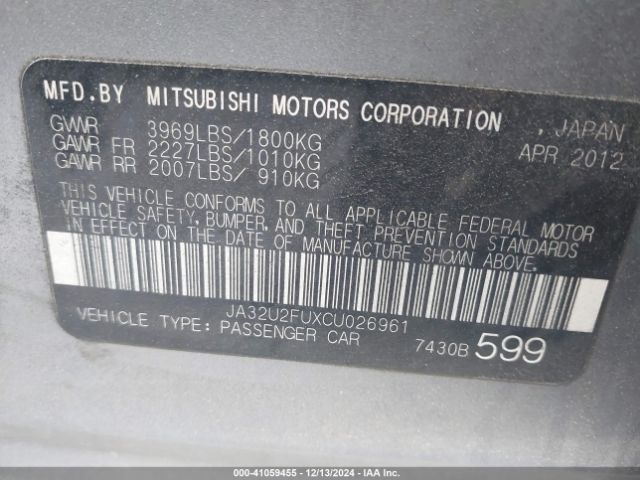 MFD.BY MITSUBISHI MOTORS CORPORATION , JAPAN
GVWR 3969LBS/1800KG APR 2012
GAWR FR 2227LBS/1010KG
GAWR RR 2007LBS/ 910KG
THIS VEHICLE CONFORMS TO ALL APPLICABLE FEDERAL MOTOR
VEHICLE SAFETY, BUMPER, AND THEFT PREVENTION STANDARDS
IN EFFECT ON THE DATE OF MANUFACTURE SHOWN ABOVE.
JA32U2FUXCU026961
VEHICLE TYPE: PASSENGER CAR 7430B 599
000-41059455 - 12/13/2024 - IAA, Inc.